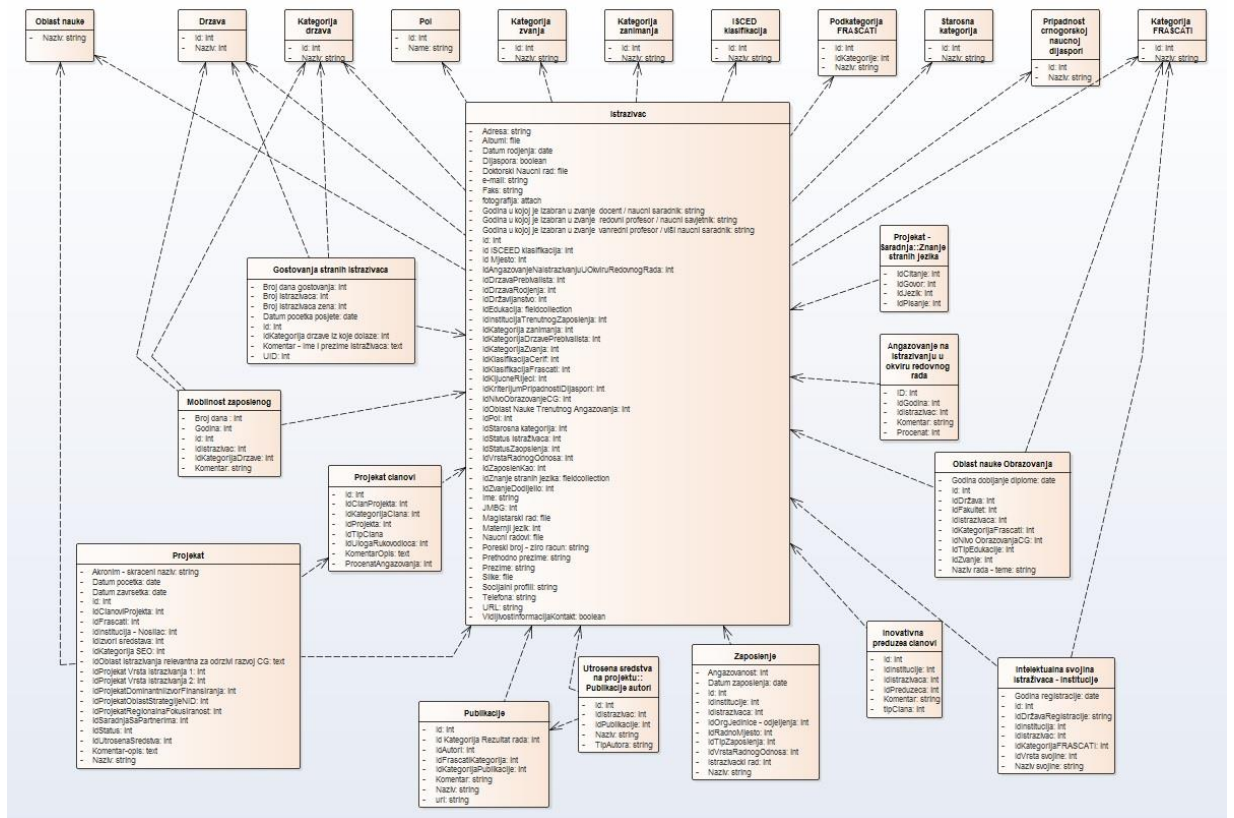 Oblast nauke
- Naziv: int
Drzava
- id: int
- Naziv: int
Kategorija
drzava
- id: int
- Naziv: string
Pol
- id: int
- Name: string
Kategorija
zvanja
- id: int
- Naziv: string
Kategorija
zanimanja
- id: int
- Naziv: string
ISCED
klasifikacija
- id: int
- Naziv: string
Podkategorija
FRASCATI
- id: int
- idKategorije: int
- Naziv: string
Starosna
kategorija
- id: int
- Naziv: string
Pripadnost
crnogorskoj
naucnoj
dijaspori
- id: int
- Naziv: string
Kategorija
FRASCATI
- id: int
- Naziv: string
Istrazivac
- Adresa: string
- Albumi: file
- Datum rodjenja: date
- Dijaspora: boolean
- Doktorski Naucni rad: file
- e-mail: string
- Faks: string
- fotografija: attach
- Godina u kojoj je izabran u zvanje docent / naucni saradnik: string
- Godina u kojoj je izabran u zvanje redovni profesor / naucni savjetnik: string
- Godina u kojoj je izabran u zvanje vanredni profesor / viši naucni saradnik: string
- id: int
- id ISCEED klasifikacija: int
- id Mjesto: int
- idAngazovanjeNaIstrazivanjuUOkviruRedovnogRada: int
- idDrzavaPrebivalista: int
- idDrzavaRodjenja: int
- idDržavljanstvo: int
- idEdukacija: fieldcollection
- idInstitucijaTrenutnogZaposlenja: int
- idKategorija zanimanja: int
- idKategorijaDrzavePrebivalista: int
- idKategorijaZvanja: int
- idKlasifikacijaCerif: int
- idKlasifikacijaFrascati: int
- idKljucneRijeci: int
- idKriterijumPripadnostiDijaspori: int
- idNivoObrazovanjeCG: int
- idOblast Nauke Trenutnog Angazovanja: int
- idPol: int
- idStarosna kategorija: int
- idStatus istraživaca: int
- idStatusZaopslenja: int
- idVrstaRadnogOdnosa: int
- idZaposlenKao: int
- idZnanje stranih jezika: fieldcollection
- idZvanjeDodijelio: int
- ime: string
- JMBG: int
- Magistarski rad: file
- Maternji jezik: int
- Naucni radovi: file
- Poreski broj - ziro racun: string
- Prethodno prezime: string
- Prezime: string
- Slike: file
- Socijalni profili: string
- Telefona: string
- URL: string
- VidljivostInformacijaKontakt: boolean
Projekat -
Saradnja::Znanje
stranih jezika
- idCitanje: int
- idGovor: int
- idJezik: int
- idPisanje: int
Gostovanja stranih istrazivaca
- Broj dana gostovanja: int
- Broj istrazivaca: int
- Broj istrazivaca zena: int
- Datum pocetka posjete: date
- id: int
- idKategorija drzave iz koje dolaze: int
- Komentar - ime i prezime istraživaca: text
- UID: int
Angazovanje na
istrazivanju u
okviru redovnog
rada
- ID: int
- idGodina: int
- idIstrazivac: int
- Komentar: string
- Procenat: int
Mobilnost zaposlenog
- Broj dana : int
- Godina: int
- id: int
- idIstrazivac: int
- idKategorijaDrzave: int
- Komentar: string
Oblast nauke Obrazovanja
- Godina dobijanje diplome: date
- id: int
- idDržava: int
- idFakultet: int
- idIstrazivaca: int
- idKategorijaFrascati: int
- idNivo ObrazovanjaCG: int
- idTipEdukacije: int
- idZvanje: int
- Naziv rada - teme: string
Projekat clanovi
- id: int
- idClanProjekta: int
- idKategorijaClana: int
- idProjekta: int
- idTipClana
- idUlogaRukovodioca: int
- KomentarOpis: text
- ProcenatAngazovanja: int
Projekat
- Akronim - skraceni naziv: string
- Datum pocetka: date
- Datum zavrsetka: date
- id: int
- idClanoviProjekta: int
- idFrascati: int
- idInstitucija - Nosilac: int
- idIzvori sredstava: int
- idKategorija SEO: int
- idOblast istrazivanja relevantna za odrzivi razvoj CG: text
- idProjekat Vrsta istrazivanja 1: int
- idProjekat Vrsta istrazivanja 2: int
- idProjekatDominantniIzvorFinansiranja: int
- idProjekatOblastStrategijeNID: int
- idProjekatRegionalnaFokusiranost: int
- idSaradnjaSaPartnerima: int
- idStatus: int
- idUtrosenaSredstva: int
- Komentar-opis: text
- Naziv: string
Publikacije
- id: int
- id Kategorija Rezultat rada: int
- idAutori: int
- idFrascatiKategorija: int
- idKategorijaPublikacije: int
- Komentar: string
- Naziv: string
- url: string
Utrosena sredstva
na projektu::
Publikacije autori
- id: int
- idIstrazivac: int
- idPublikacije: int
- Naziv: string
- TipAutora: string
Zaposlenje
- Angazovanost: int
- Datum zaposlenja: date
- id: int
- idInstitucije: int
- idIstrazivaca: int
- idOrgJedinice - odjeljenja: int
- idRadnoMjesto: int
- idTipZaposlenja: int
- idVrstaRadnogOdnosa: int
- Istrazivacki rad: int
- Naziv: string
Inovativna
preduzea clanovi
- id: int
- idInstitucije: int
- idIstrazivaca: int
- idPreduzeca: int
- Komentar: string
- tipClana: int
Intelektualna svojina
istraživaca - institucije
- Godina registracije: date
- id: int
- idDržavaRegistracije: string
- idInstitucija: int
- idIstrazivac: int
- idKategorijaFRASCATI: int
- idVrsta svojine: int
- Naziv svojine: string